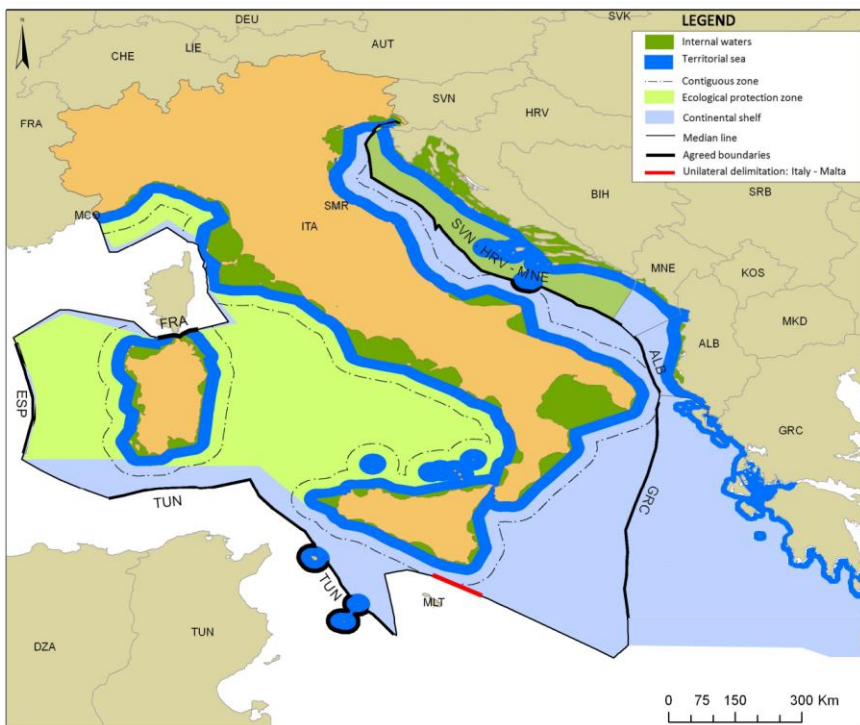 N
DEU
SVK
LIE
AUT
CHE
SVN
HRV
FRA
BIH
SRB
MCO
SMR
ITA
SVN - HRV - MNE
MNE
KOS
FRA
MKD
ALB
ALB
ESP
GRC
TUN
GRC
TUN
MLT
DZA
TUN
LEGEND
Internal waters
Territorial sea
Contiguous zone
Ecological protection zone
Continental shelf
Median line
Agreed boundaries
Unilateral delimitation: Italy - Malta
0 75 150 300 Km